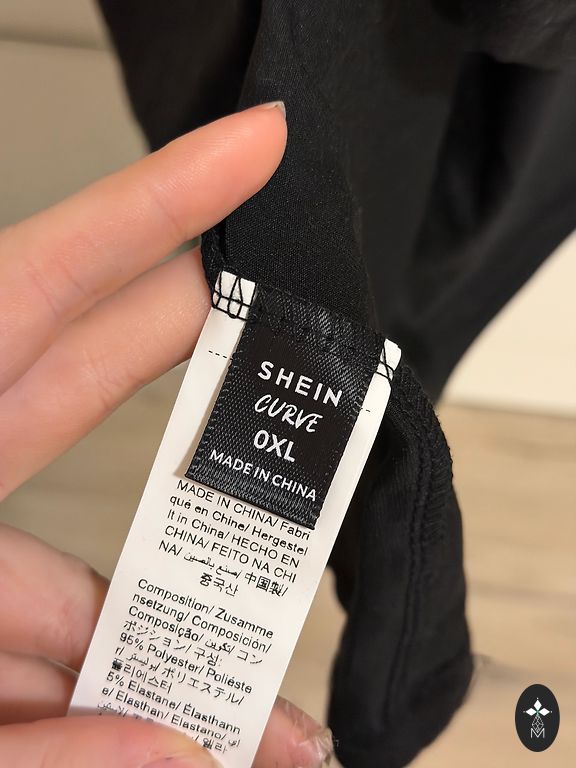 SHEIN
CURVE
0XL
MADE IN CHINA
MADE IN CHINA/ Fabri
qué en Chine/ Hergestel
lt in China/ HECHO EN
CHINA/ FEITO NA CHI
NA/ صنع بالصين/ 中国製/
중국산
Composition/ Zusamme
nsetzung/ Composición/
Composição/ تكوين/ コン
ポジション/ 구성:
95% Polyester/ Poliéste
r/ بوليستر/ ポリエステル/
폴리에스터
5% Elastane/ Élasthann
e/ Elasthan/ Elastano/
M